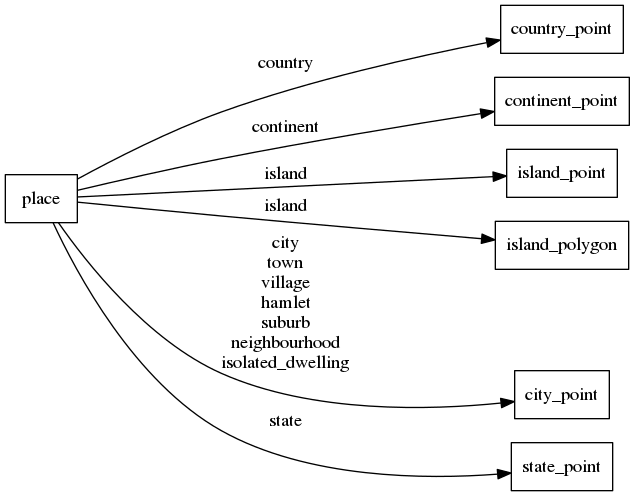 country_point
country
continent_point
continent
island_point
island
place
island
island_polygon
city
town
village
hamlet
suburb
neighbourhood
isolated_dwelling
city_point
state
state_point